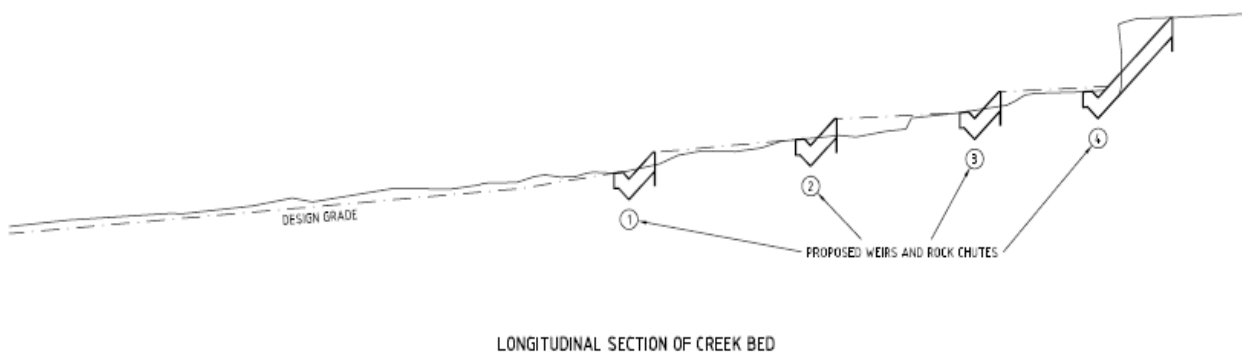 4
3
2
1
DESIGN GRADE
PROPOSED WEIRS AND ROCK CHUTES
LONGITUDINAL SECTION OF CREEK BED